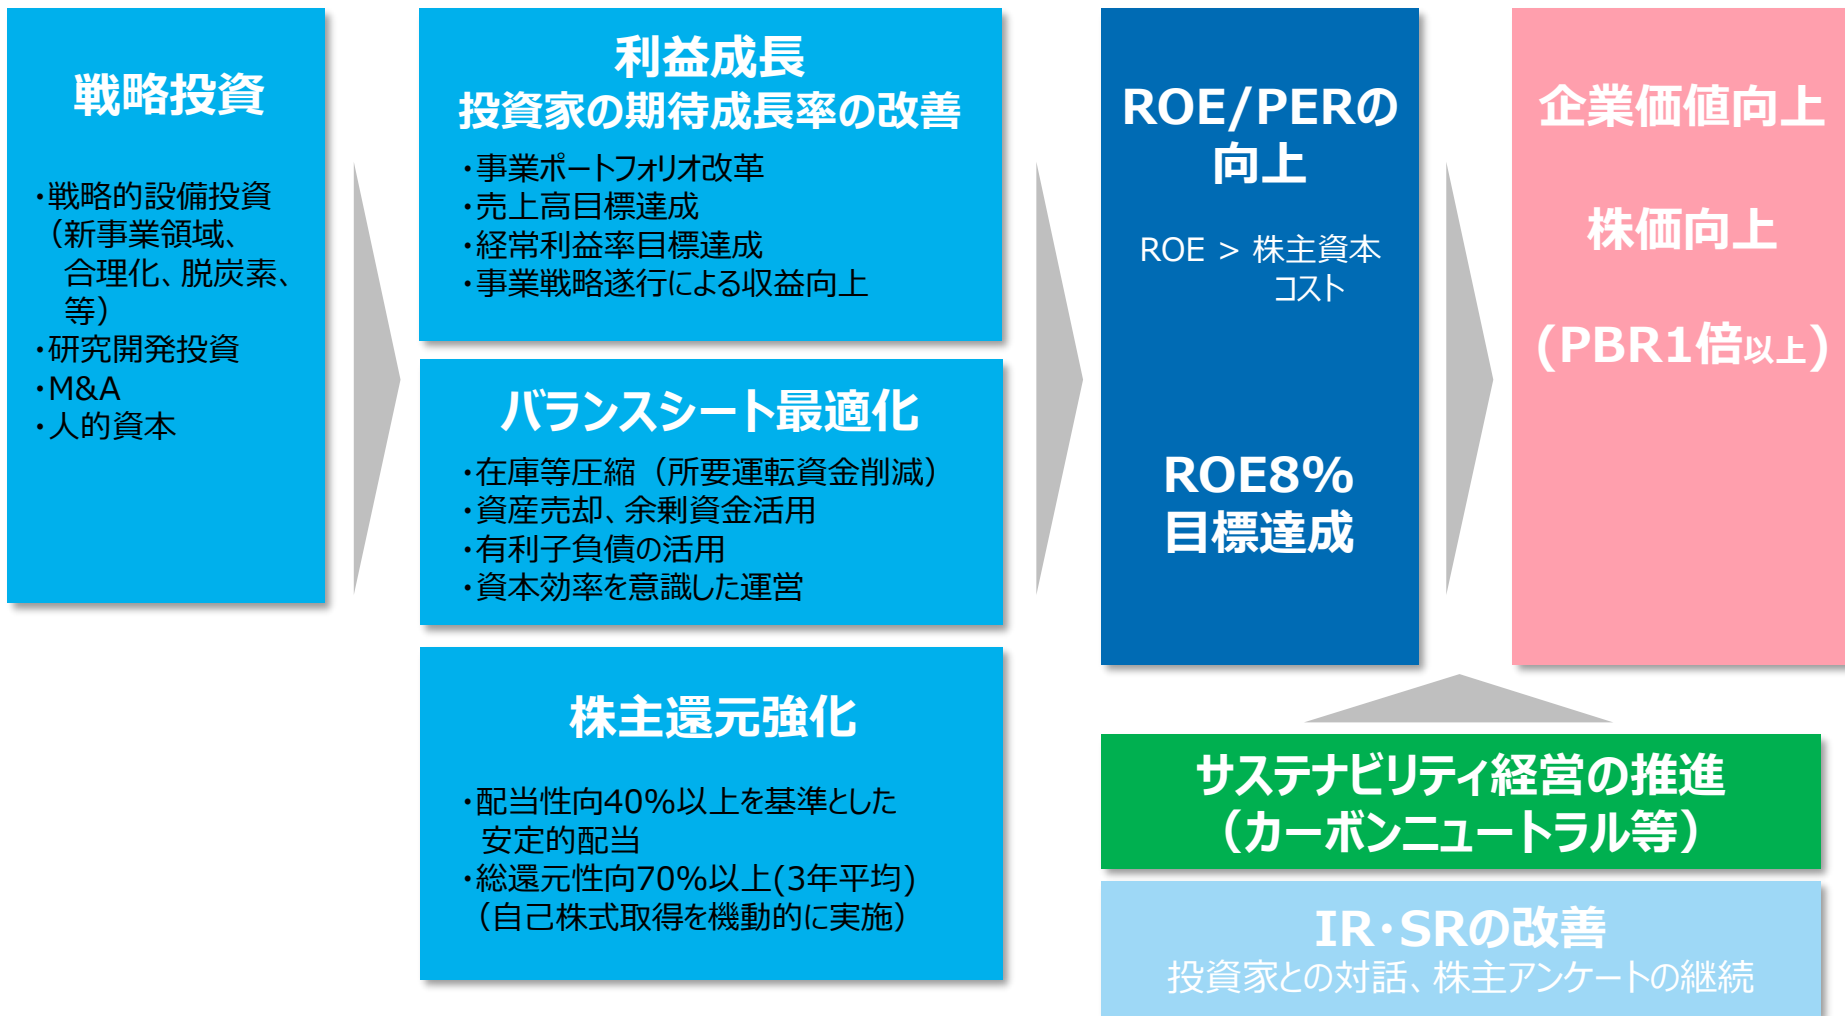 戦略投資
・戦略的設備投資
（新事業領域、
合理化、脱炭素、
等）
・研究開発投資
・M&A
・人的資本
利益成長
投資家の期待成長率の改善
・事業ポートフォリオ改革
・売上高目標達成
・経常利益率目標達成
・事業戦略遂行による収益向上
バランスシート最適化
・在庫等圧縮（所要運転資金削減）
・資産売却、余剰資金活用
・有利子負債の活用
・資本効率を意識した運営
株主還元強化
・配当性向40%以上を基準とした
安定的配当
・総還元性向70%以上(3年平均)
（自己株式取得を機動的に実施）
ROE/PERの
向上
ROE > 株主資本
コスト
ROE8%
目標達成
企業価値向上
株価向上
(PBR1倍以上)
サステナビリティ経営の推進
（カーボンニュートラル等）
IR・SRの改善
投資家との対話、株主アンケートの継続